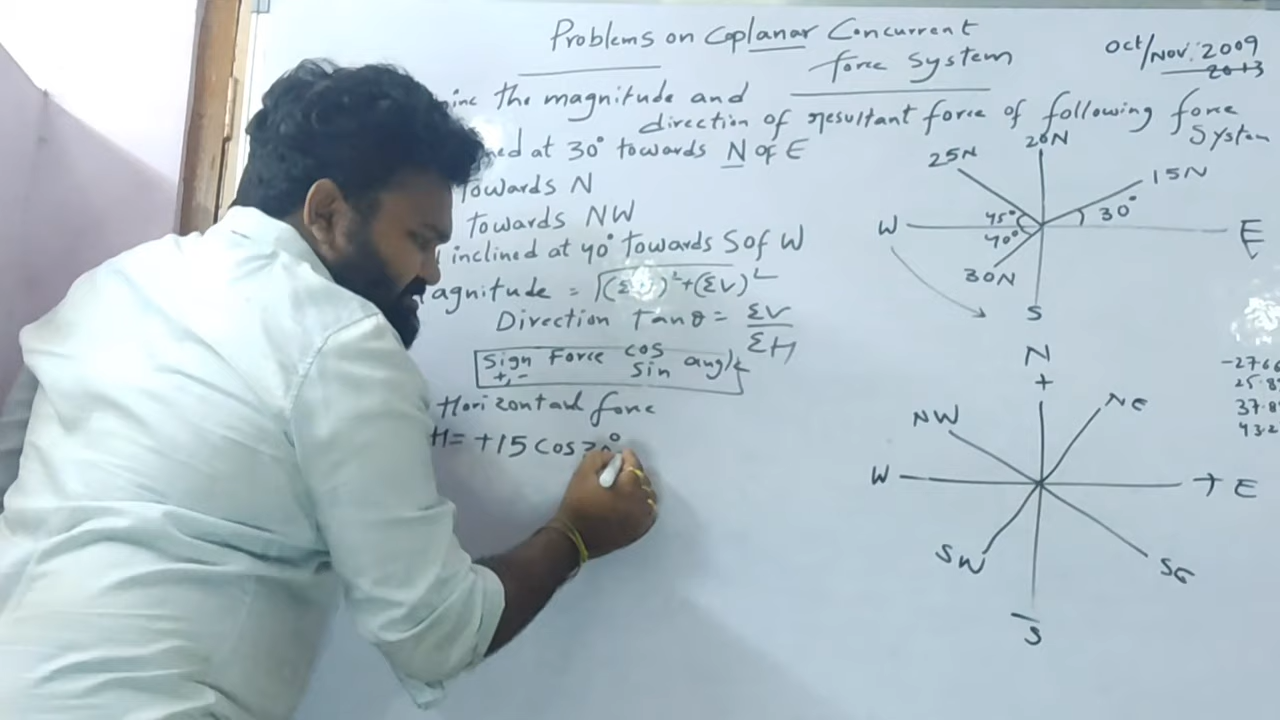 Problems on Coplanar Concurrent
force System
Oct/Nov: 2009
2013
the magnitude and
direction of resultant force of following force
System
at 30° towards N of E
Towards N
Towards NW
inclined at 40° towards S of W
agnitude = √(Σ )²+(ΣV)²
Direction Tanθ = ΣV
ΣH
Sign Force cos angle
+,- sin
Horizontal force
H= +15 cos 30°
20N
25N
15N
45°
30°
W
E
40°
30N
S
N
+
NW
NE
W
+ E
SW
SE
-
S
-27.66
25.8
37.8
43.2